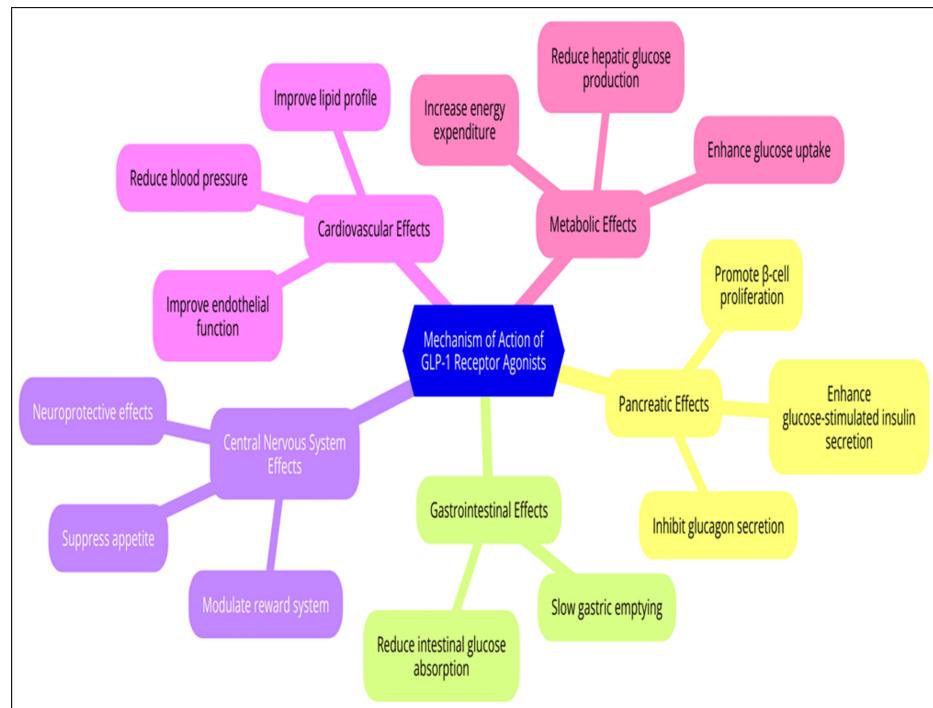 Mechanism of Action of
GLP-1 Receptor Agonists
Cardiovascular Effects
Improve lipid profile
Reduce blood pressure
Improve endothelial
function
Metabolic Effects
Increase energy
expenditure
Reduce hepatic glucose
production
Enhance glucose uptake
Pancreatic Effects
Promote β-cell
proliferation
Enhance
glucose-stimulated insulin
secretion
Inhibit glucagon secretion
Gastrointestinal Effects
Slow gastric emptying
Reduce intestinal glucose
absorption
Central Nervous System
Effects
Neuroprotective effects
Suppress appetite
Modulate reward system